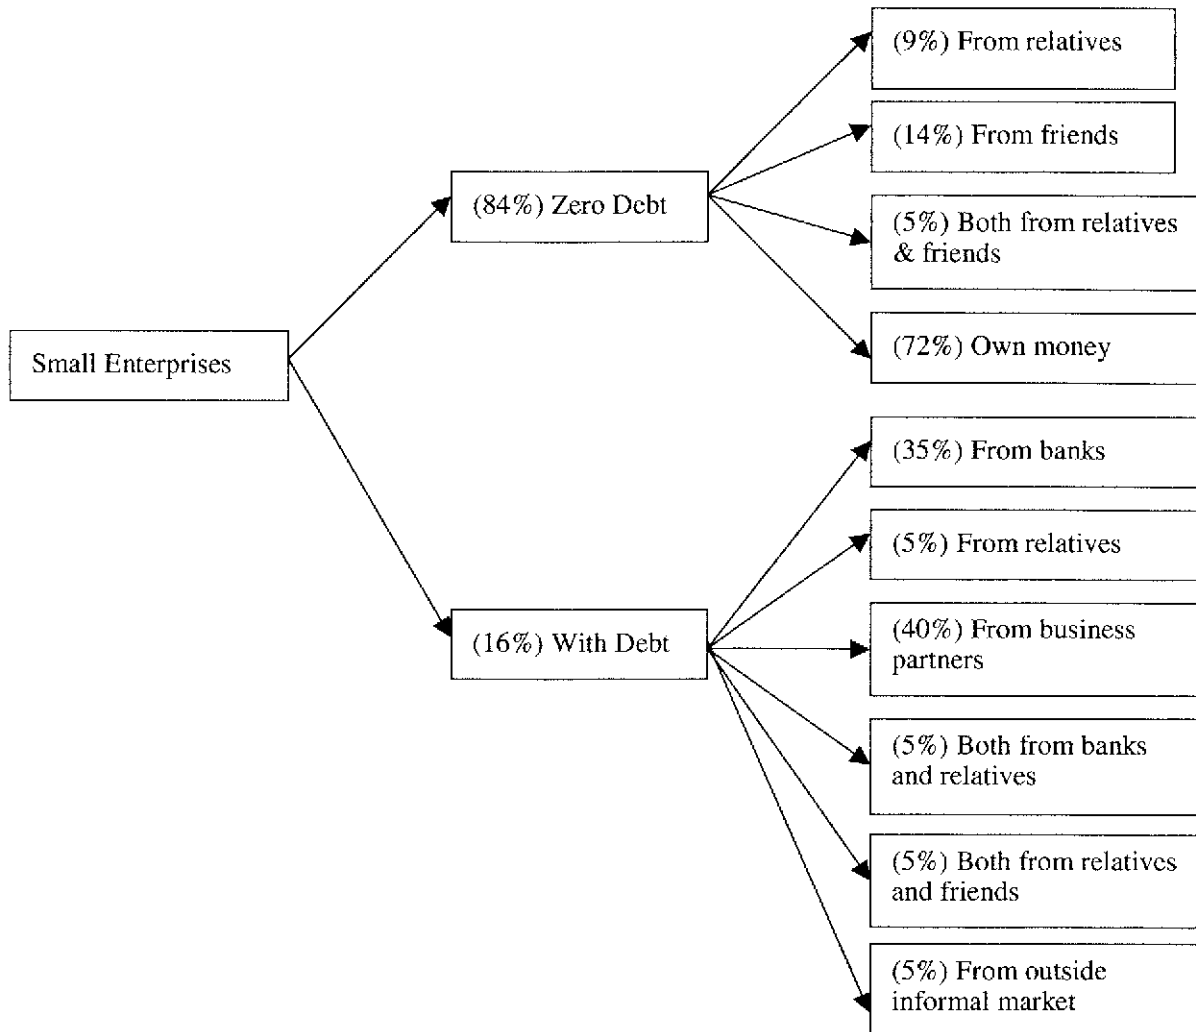 (9%) From relatives
(14%) From friends
(84%) Zero Debt
(5%) Both from relatives
& friends
Small Enterprises
(72%) Own money
(35%) From banks
(5%) From relatives
(16%) With Debt
(40%) From business
partners
(5%) Both from banks
and relatives
(5%) Both from relatives
and friends
(5%) From outside
informal market